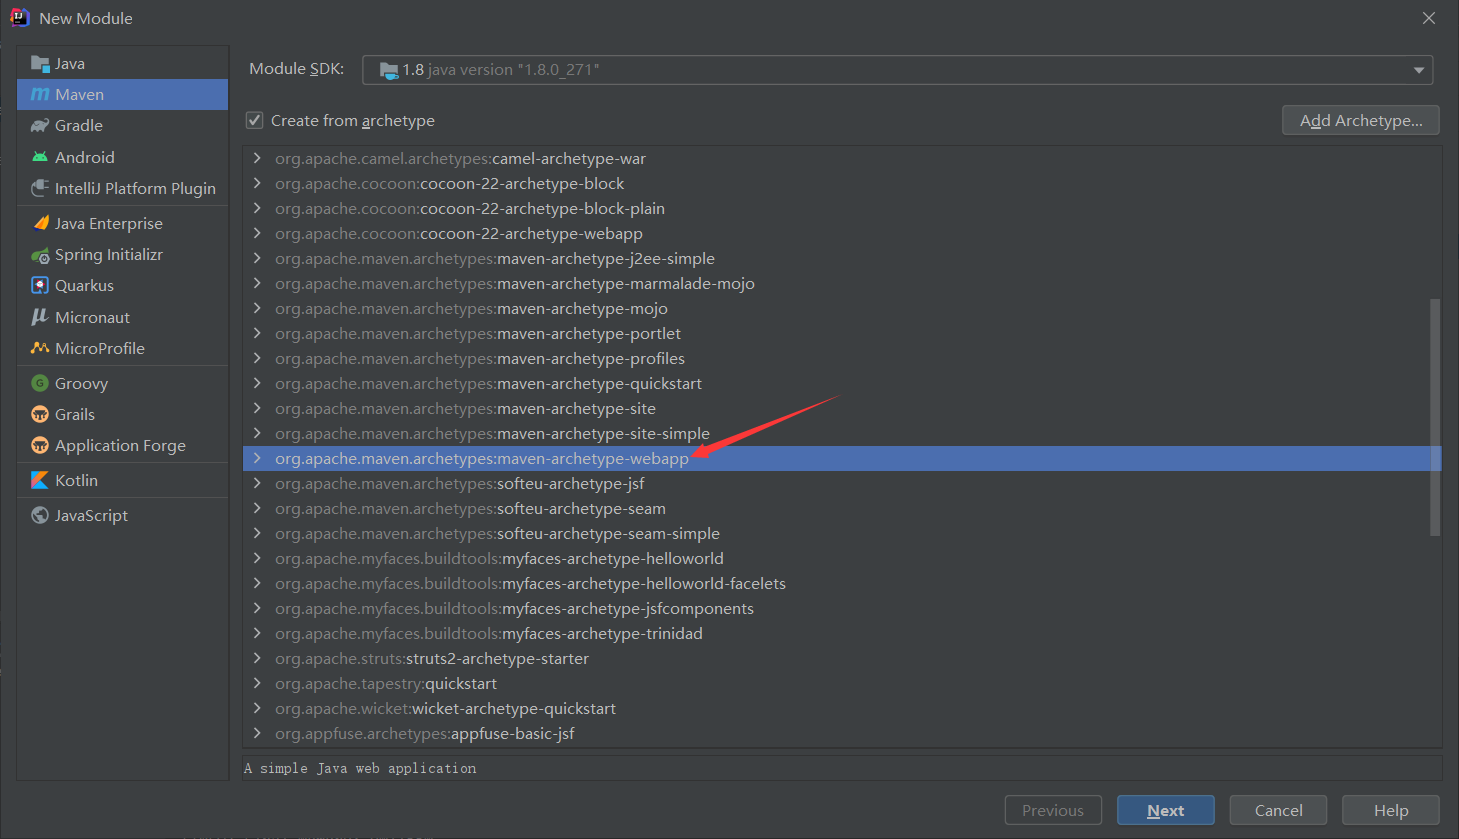 New Module
Java
Maven
Gradle
Android
IntelliJ Platform Plugin
Java Enterprise
Spring Initializr
Quarkus
Micronaut
MicroProfile
Groovy
Grails
Application Forge
Kotlin
JavaScript
Module SDK: 1.8 java version "1.8.0_271"
Create from archetype
Add Archetype...
org.apache.camel.archetypes:camel-archetype-war
org.apache.cocoon:cocoon-22-archetype-block
org.apache.cocoon:cocoon-22-archetype-block-plain
org.apache.cocoon:cocoon-22-archetype-webapp
org.apache.maven.archetypes:maven-archetype-j2ee-simple
org.apache.maven.archetypes:maven-archetype-marmalade-mojo
org.apache.maven.archetypes:maven-archetype-mojo
org.apache.maven.archetypes:maven-archetype-portlet
org.apache.maven.archetypes:maven-archetype-profiles
org.apache.maven.archetypes:maven-archetype-quickstart
org.apache.maven.archetypes:maven-archetype-site
org.apache.maven.archetypes:maven-archetype-site-simple
org.apache.maven.archetypes:maven-archetype-webapp
org.apache.maven.archetypes:softeu-archetype-jsf
org.apache.maven.archetypes:softeu-archetype-seam
org.apache.maven.archetypes:softeu-archetype-seam-simple
org.apache.myfaces.buildtools:myfaces-archetype-helloworld
org.apache.myfaces.buildtools:myfaces-archetype-helloworld-facelets
org.apache.myfaces.buildtools:myfaces-archetype-jsfcomponents
org.apache.myfaces.buildtools:myfaces-archetype-trinidad
org.apache.struts:struts2-archetype-starter
org.apache.tapestry:quickstart
org.apache.wicket:wicket-archetype-quickstart
org.appfuse.archetypes:appfuse-basic-jsf
A simple Java web application
Previous
Next
Cancel
Help